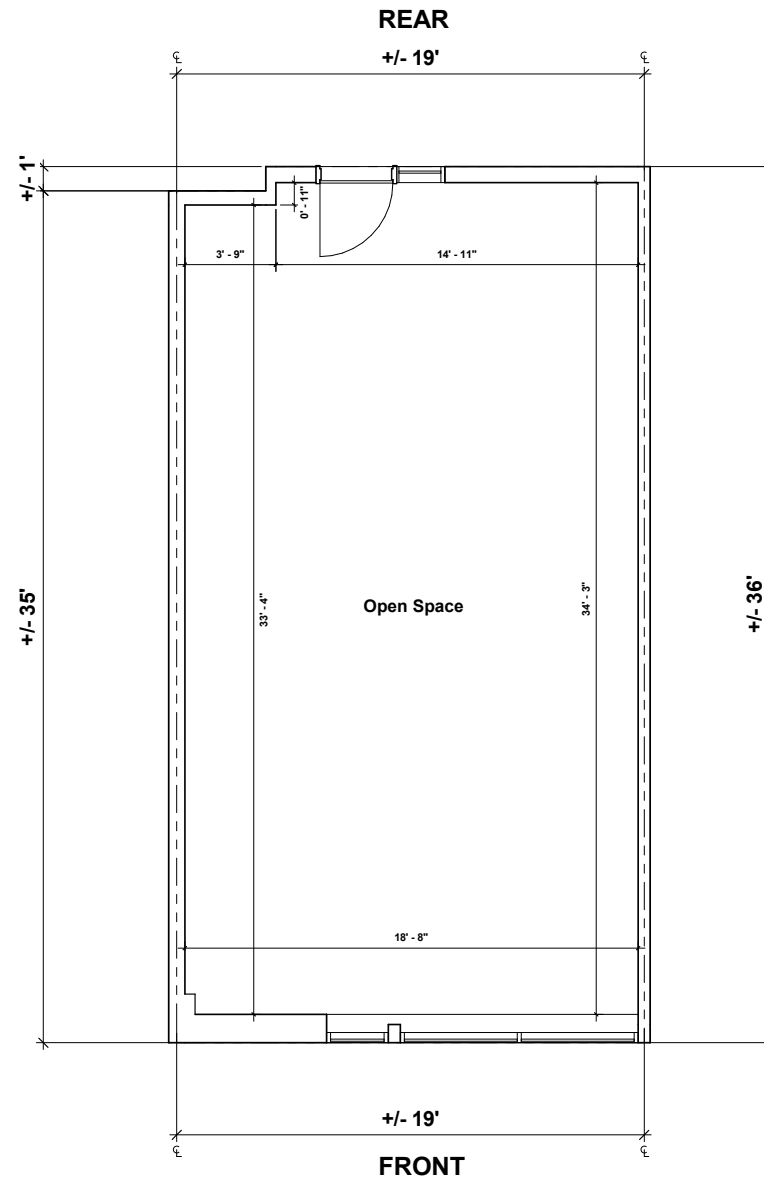 REAR
+/- 19'
℄
℄
+/- 1'
0' - 11"
3' - 9"
14' - 11"
+/- 35'
33' - 4"
Open Space
34' - 3"
+/- 36'
18' - 8"
+/- 19'
℄
℄
FRONT